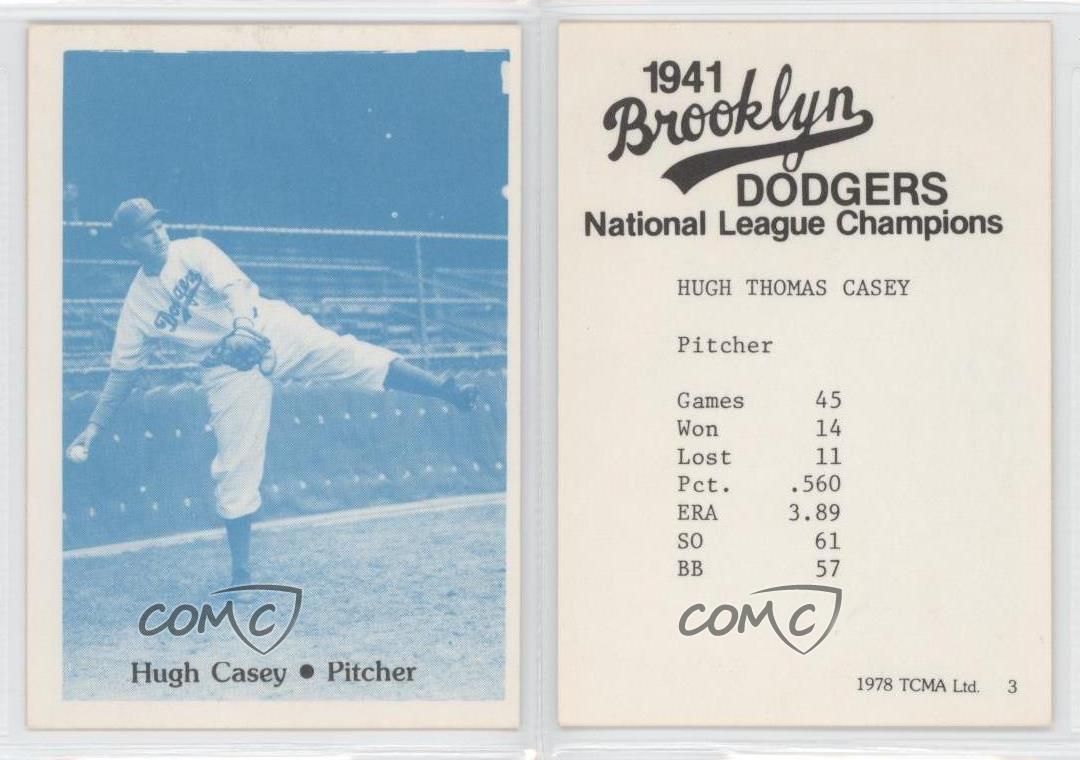 Dodgers
COMC
Hugh Casey ● Pitcher
1941
Brooklyn
DODGERS
National League Champions
HUGH THOMAS CASEY
Pitcher
Games 45
Won 14
Lost 11
Pct. .560
ERA 3.89
SO 61
BB 57
COMC
1978 TCMA Ltd. 3